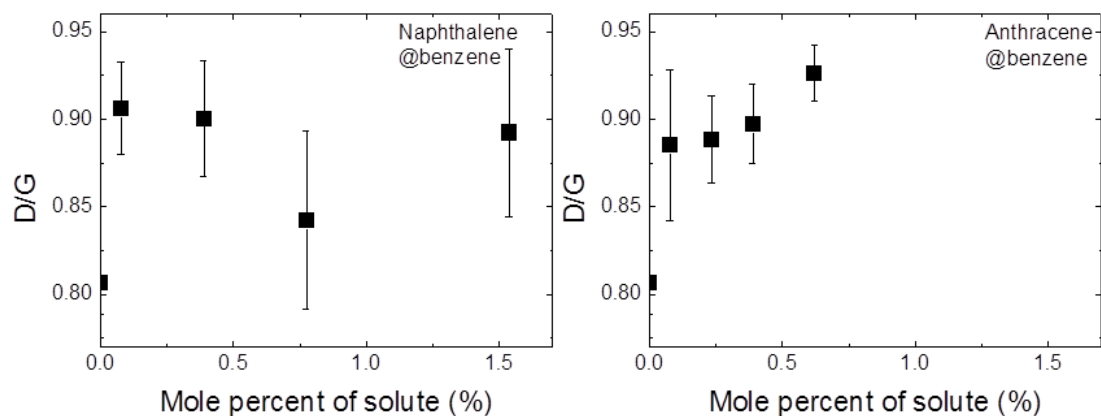 0.95
0.90
0.85
0.80
D/G
Naphthalene
@benzene
0.0
0.5
1.0
1.5
Mole percent of solute (%)
0.95
0.90
0.85
0.80
D/G
Anthracene
@benzene
0.0
0.5
1.0
1.5
Mole percent of solute (%)